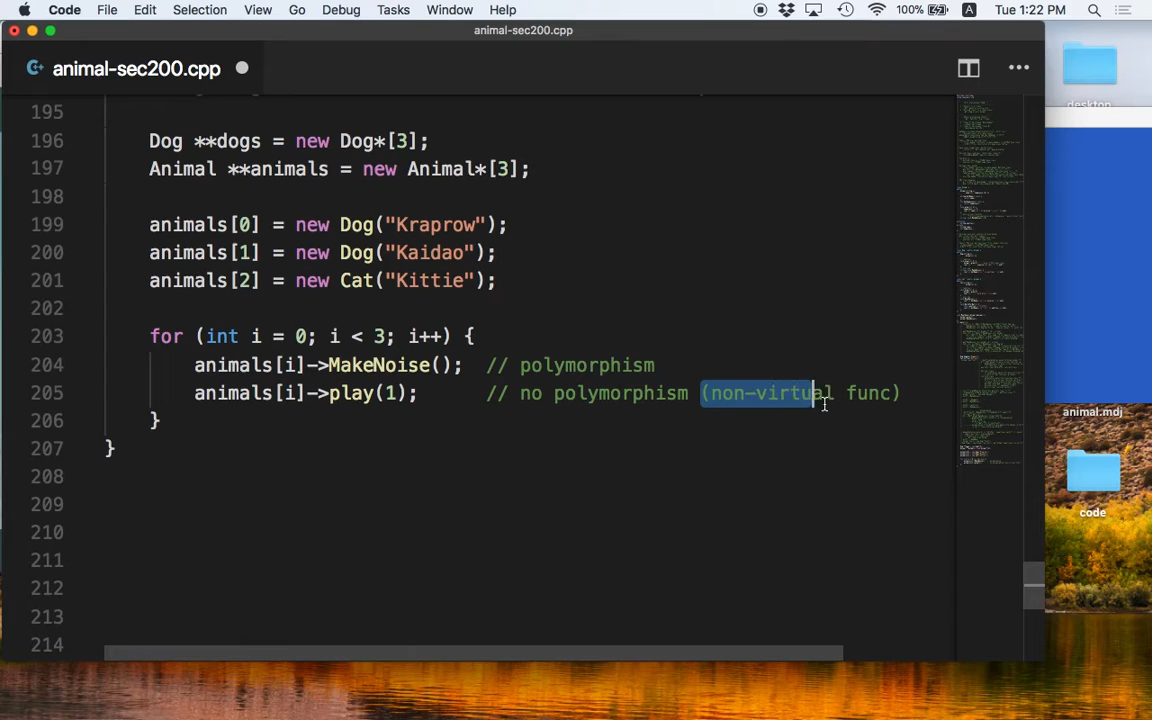 Code File Edit Selection View Go Debug Tasks Window Help 100% A Tue 1:22 PM
animal-sec200.cpp
animal-sec200.cpp
desktop
195
196 Dog **dogs = new Dog*[3];
197 Animal **animals = new Animal*[3];
198
199 animals[0] = new Dog("Kraprow");
200 animals[1] = new Dog("Kaidao");
201 animals[2] = new Cat("Kittie");
202
203 for (int i = 0; i < 3; i++) {
204 animals[i]->MakeNoise(); // polymorphism
205 animals[i]->play(1); // no polymorphism (non-virtual func)
206 }
207 }
208
209
210
211
212
213
214
animal.mdj
code